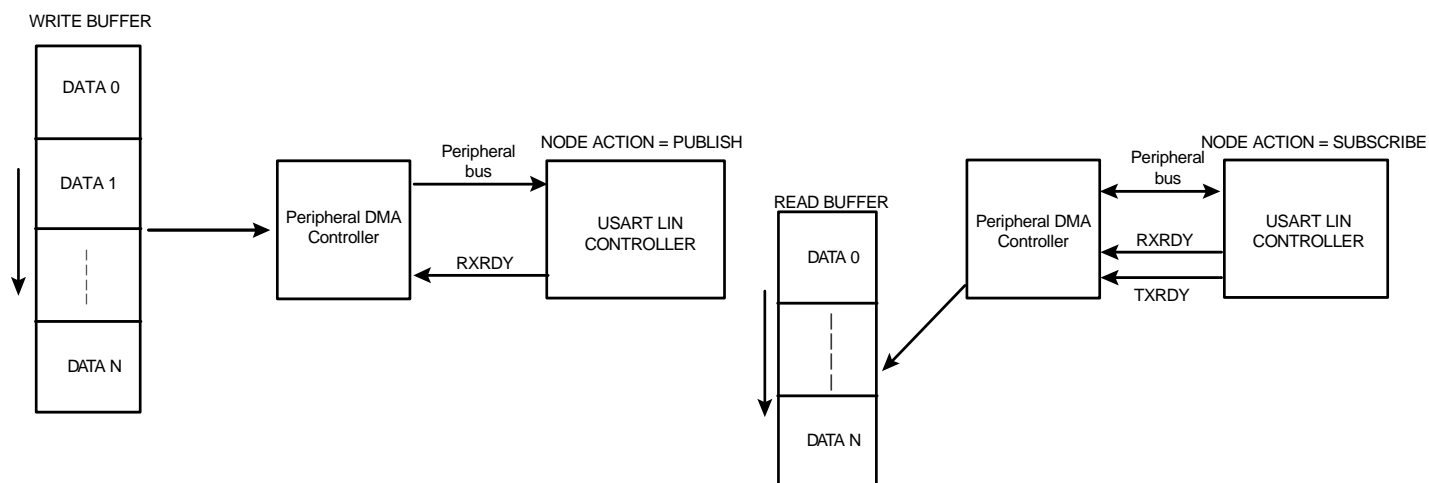 WRITE BUFFER
DATA 0
DATA 1
DATA N
Peripheral DMA
Controller
Peripheral
bus
RXRDY
NODE ACTION = PUBLISH
USART LIN
CONTROLLER
READ BUFFER
DATA 0
DATA N
Peripheral DMA
Controller
Peripheral
bus
RXRDY
TXRDY
NODE ACTION = SUBSCRIBE
USART LIN
CONTROLLER